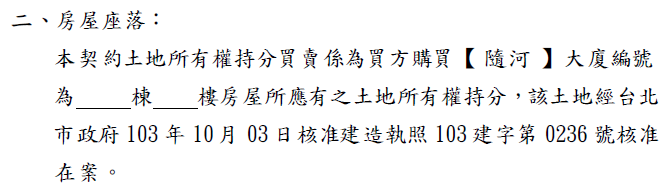 二、房屋座落：
本契約土地所有權持分買賣係為買方購買【 隨河 】大廈編號
為_____棟____樓房屋所應有之土地所有權持分，該土地經台北
市政府 103 年 10 月 03 日核准建造執照 103 建字第 0236 號核准
在案。